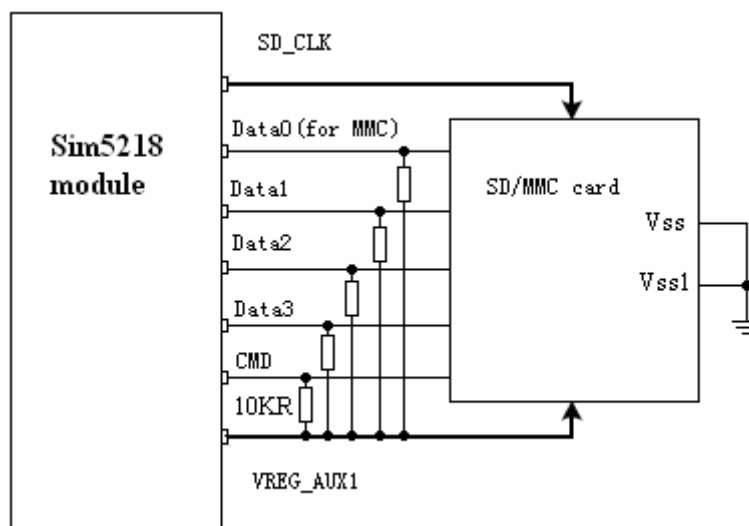 SD_CLK
Data0(for MMC)
Sim5218
module
Data1
SD/MMC card
Vss
Data2
Vss1
Data3
CMD
10KR
VREG_AUX1